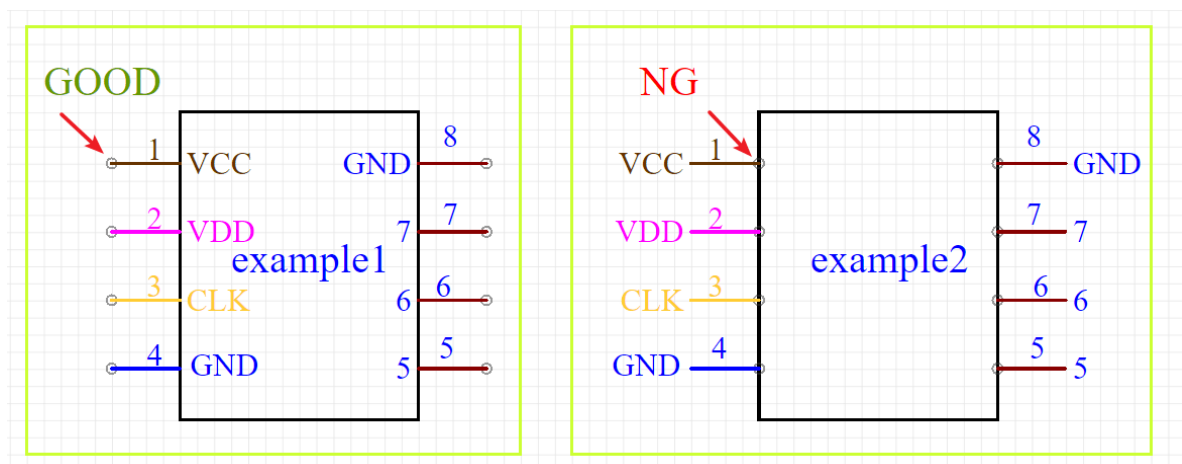 GOOD
1 VCC
2 VDD
3 CLK
4 GND
example1
GND 8
7 7
6 6
5 5
NG
VCC 1
VDD 2
CLK 3
GND 4
example2
8 GND
7 7
6 6
5 5